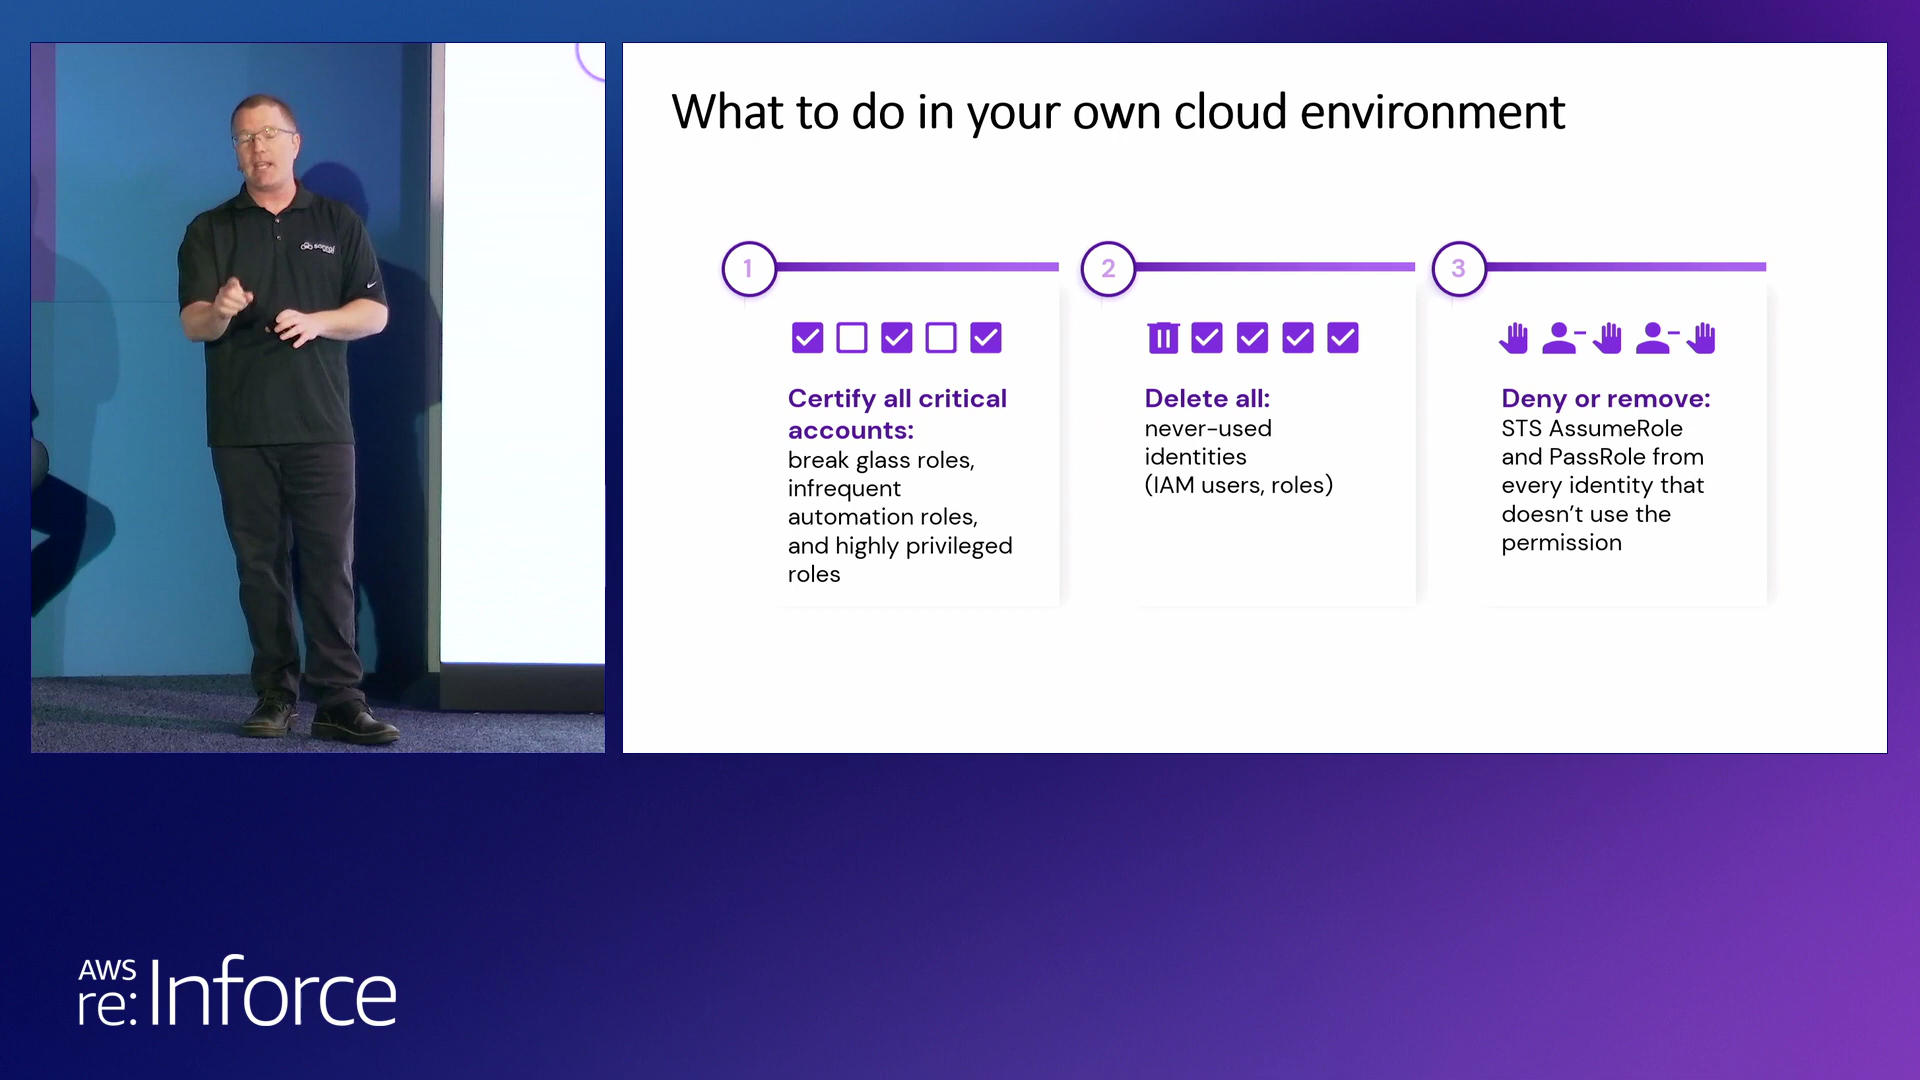 What to do in your own cloud environment
1
Certify all critical
accounts:
break glass roles,
infrequent
automation roles,
and highly privileged
roles
2
Delete all:
never-used
identities
(IAM users, roles)
3
Deny or remove:
STS AssumeRole
and PassRole from
every identity that
doesn’t use the
permission
AWS
re:Inforce